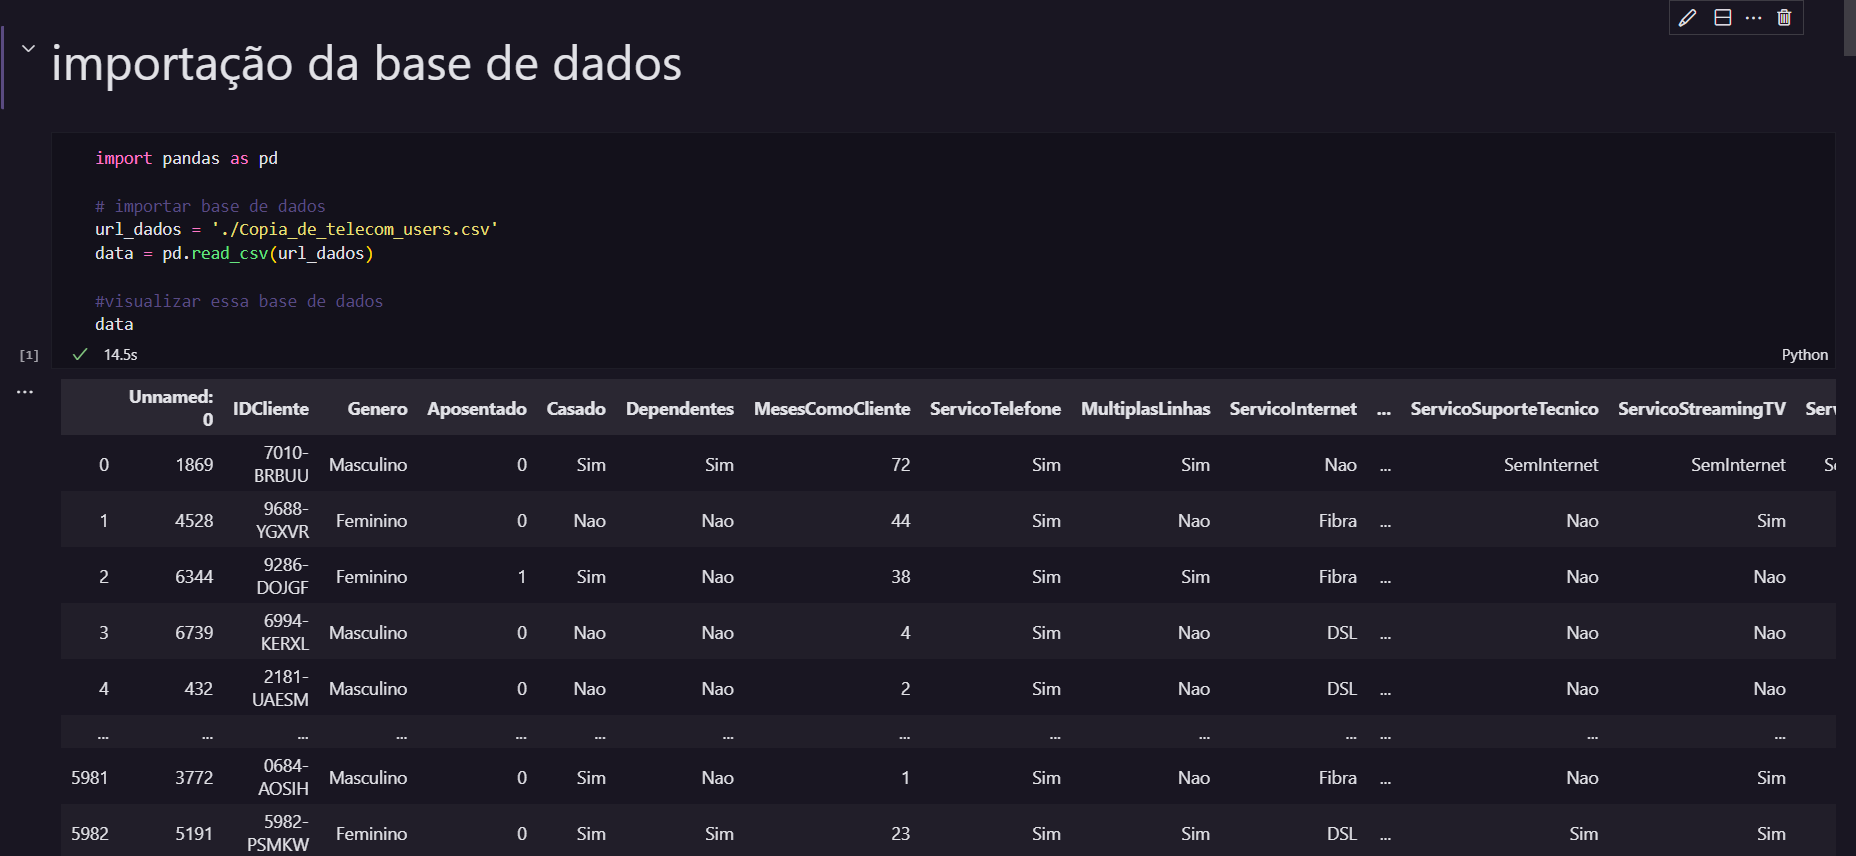 importação da base de dados
import pandas as pd
# importar base de dados
url_dados = './Copia_de_telecom_users.csv'
data = pd.read_csv(url_dados)
#visualizar essa base de dados
data
[1] 14.5s Python
...
Unnamed: 0 IDCliente Genero Aposentado Casado Dependentes MesesComoCliente ServicoTelefone MultiplasLinhas ServicoInternet ... ServicoSuporteTecnico ServicoStreamingTV Serv
0 1869 7010-BRBUU Masculino 0 Sim Sim 72 Sim Sim Nao ... SemInternet SemInternet Se
1 4528 9688-YGXVR Feminino 0 Nao Nao 44 Sim Nao Fibra ... Nao Sim
2 6344 9286-DOJGF Feminino 1 Sim Nao 38 Sim Sim Fibra ... Nao Nao
3 6739 6994-KERXL Masculino 0 Nao Nao 4 Sim Nao DSL ... Nao Nao
4 432 2181-UAESM Masculino 0 Nao Nao 2 Sim Nao DSL ... Nao Nao
... ... ... ... ... ... ... ... ... ... ... ... ... ...
5981 3772 0684-AOSIH Masculino 0 Sim Nao 1 Sim Nao Fibra ... Nao Sim
5982 5191 5982-PSMKW Feminino 0 Sim Sim 23 Sim Sim DSL ... Sim Sim